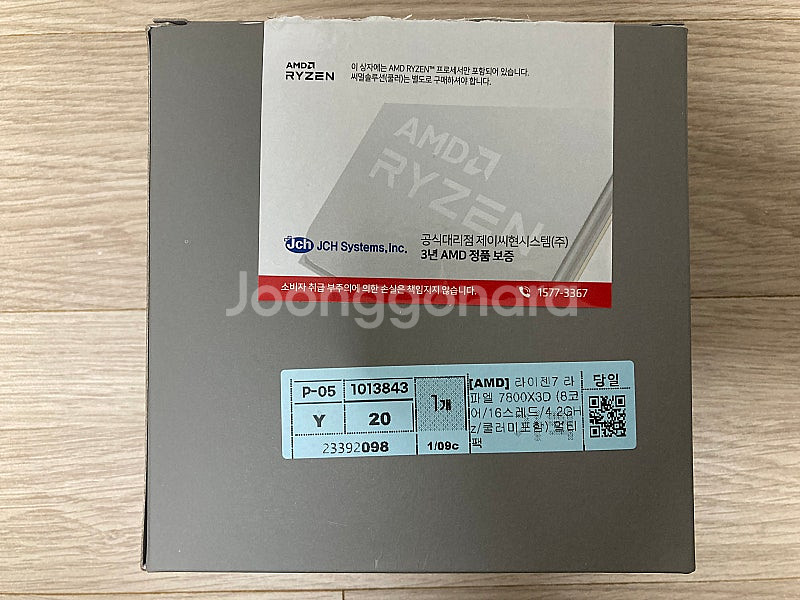 AMD
RYZEN
이 상자에는 AMD RYZEN™ 프로세서만 포함되어 있습니다.
써멀솔루션(쿨러)는 별도로 구매하셔야 합니다.
AMD
RYZEN
Jch JCH Systems, Inc.
공식대리점 제이씨현시스템(주)
3년 AMD 정품 보증
소비자 취급 부주의에 의한 손실은 책임지지 않습니다.
1577-3367
Joonggonara
P-05 1013843
Y 20
23392098
1개
1/09c
[AMD] 라이젠7 라
파엘 7800X3D (8코
어/16스레드/4.2GH
z/쿨러미포함) 멀티
팩
당일